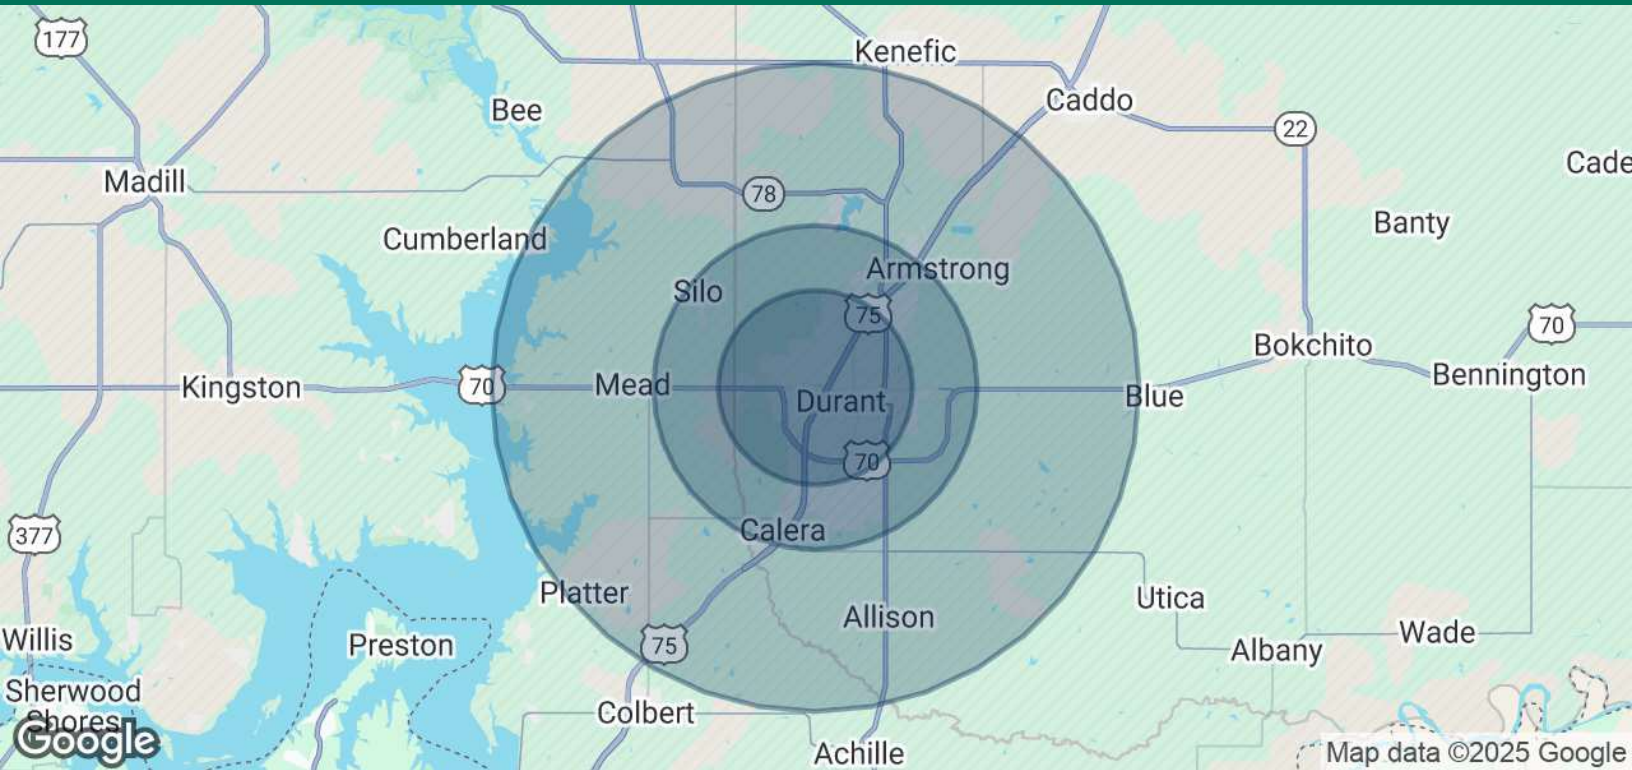 177
Kenefic
Bee
Caddo
22
Cade
Madill
78
Banty
Cumberland
Armstrong
Silo
75
70
Bokchito
Bennington
Kingston
70
Mead
Durant
Blue
70
Calera
377
Platter
Utica
Allison
Willis
Preston
75
Wade
Albany
Sherwood
Shores
Colbert
Google
Achille
Map data ©2025 Google